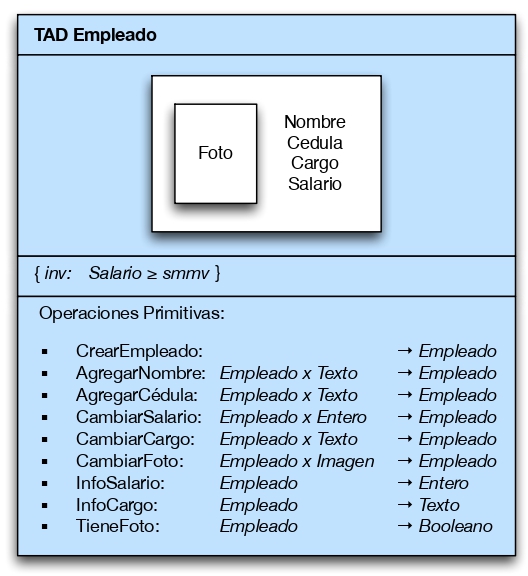 TAD Empleado
Foto
Nombre
Cedula
Cargo
Salario
{ inv: Salario ≥ smmv }
Operaciones Primitivas:
▪ CrearEmpleado: → Empleado
▪ AgregarNombre: Empleado x Texto → Empleado
▪ AgregarCédula: Empleado x Texto → Empleado
▪ CambiarSalario: Empleado x Entero → Empleado
▪ CambiarCargo: Empleado x Texto → Empleado
▪ CambiarFoto: Empleado x Imagen → Empleado
▪ InfoSalario: Empleado → Entero
▪ InfoCargo: Empleado → Texto
▪ TieneFoto: Empleado → Booleano